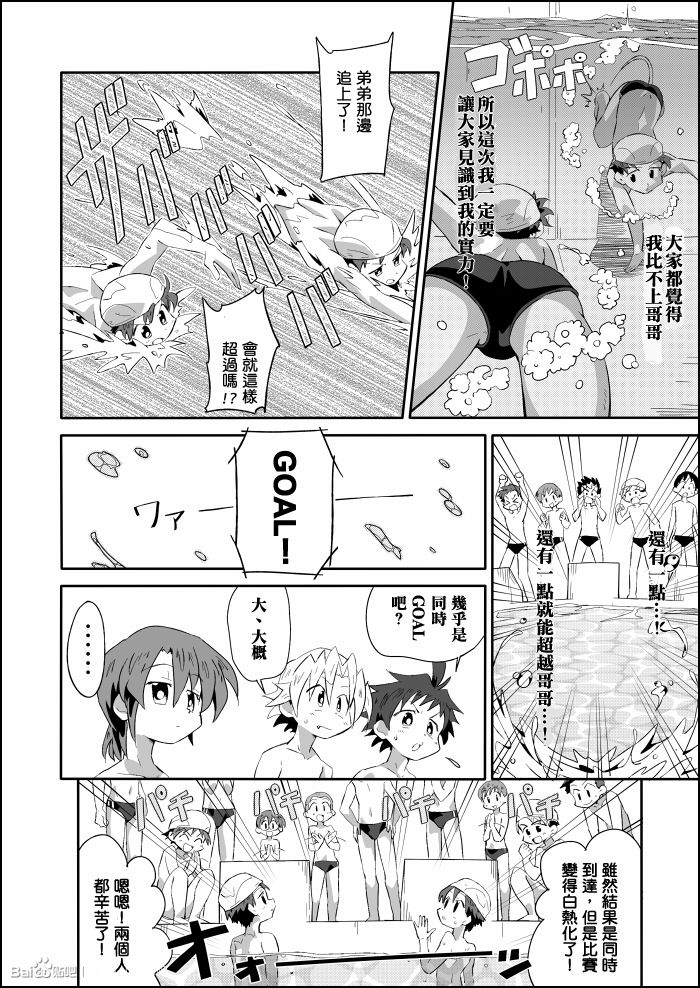 ゴポポポ
大家都覺得
我比不上哥哥
所以這次我一定要
讓大家見識到我的實力！
弟弟那邊
追上了！
ザバ
ザバ
會就這樣
超過嗎！?
還有
一點…！
還有一點就能超越哥哥…！
GOAL—！
ワァーー
幾乎是
同時
GOAL
吧？
大、大概
……
パチ
パチ
パチ
パチ
雖然結果是同時
到達，但是比賽
變得白熱化了！
オオォ
嗯嗯！兩個人
都辛苦了！
Bai 贴吧